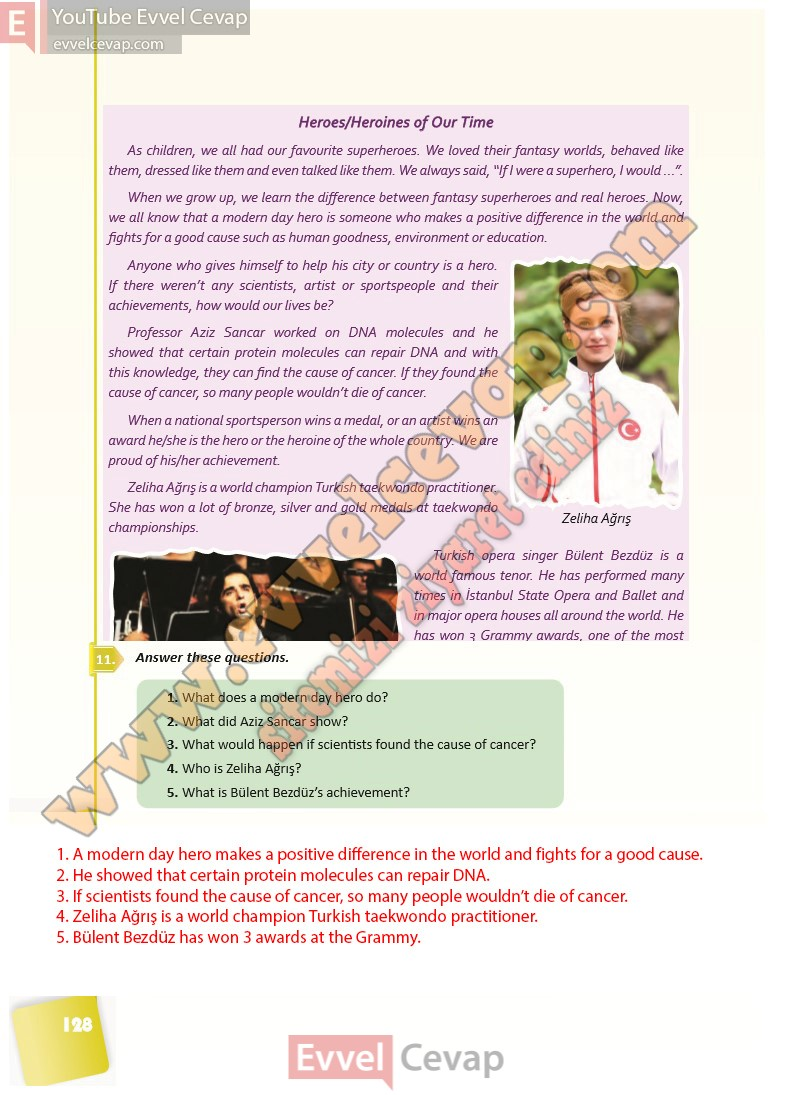 E YouTube Evvel Cevap
evvelcevap.com
Heroes/Heroines of Our Time
As children, we all had our favourite superheroes. We loved their fantasy worlds, behaved like
them, dressed like them and even talked like them. We always said, “If I were a superhero, I would ...”.
When we grow up, we learn the difference between fantasy superheroes and real heroes. Now,
we all know that a modern day hero is someone who makes a positive difference in the world and
fights for a good cause such as human goodness, environment or education.
Anyone who gives himself to help his city or country is a hero.
If there weren’t any scientists, artist or sportspeople and their
achievements, how would our lives be?
Professor Aziz Sancar worked on DNA molecules and he
showed that certain protein molecules can repair DNA and with
this knowledge, they can find the cause of cancer. If they found the
cause of cancer, so many people wouldn’t die of cancer.
When a national sportsperson wins a medal, or an artist wins an
award he/she is the hero or the heroine of the whole country. We are
proud of his/her achievement.
Zeliha Ağrış is a world champion Turkish taekwondo practitioner.
She has won a lot of bronze, silver and gold medals at taekwondo
championships.
Zeliha Ağrış
Turkish opera singer Bülent Bezdüz is a
world famous tenor. He has performed many
times in İstanbul State Opera and Ballet and
in major opera houses all around the world. He
has won 3 Grammy awards, one of the most
www.evvelcevap.com
sitemizi ziyaret ediniz
11. Answer these questions.
1. What does a modern day hero do?
2. What did Aziz Sancar show?
3. What would happen if scientists found the cause of cancer?
4. Who is Zeliha Ağrış?
5. What is Bülent Bezdüz’s achievement?
1. A modern day hero makes a positive difference in the world and fights for a good cause.
2. He showed that certain protein molecules can repair DNA.
3. If scientists found the cause of cancer, so many people wouldn’t die of cancer.
4. Zeliha Ağrış is a world champion Turkish taekwondo practitioner.
5. Bülent Bezdüz has won 3 awards at the Grammy.
128
Evvel Cevap